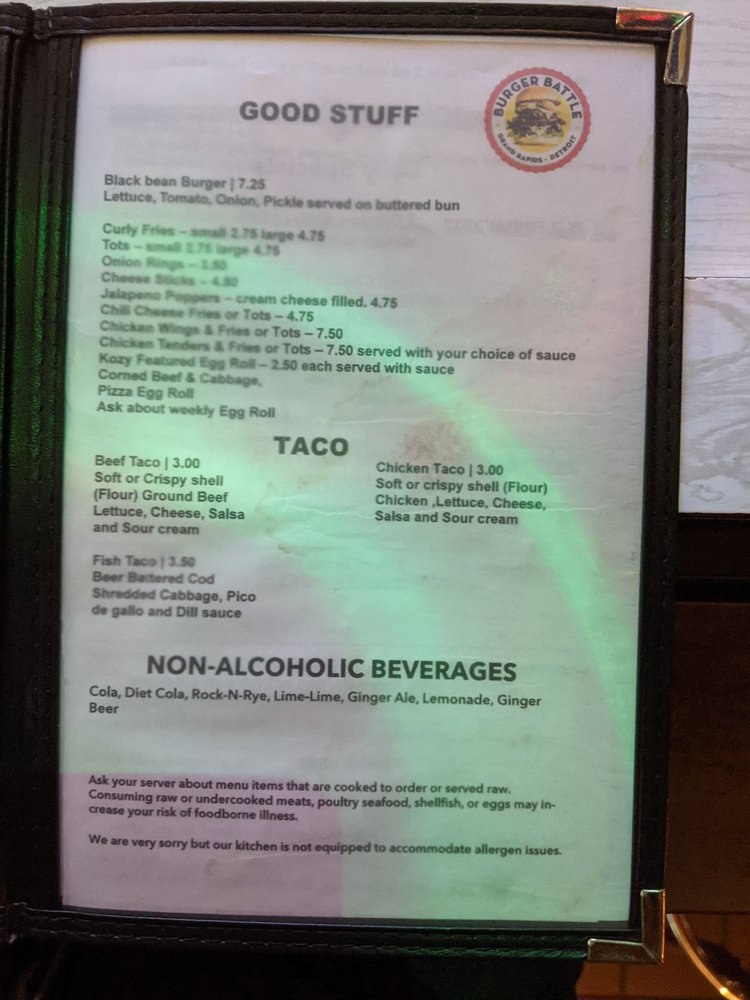 GOOD STUFF
BURGER BATTLE
GRAND RAPIDS - DETROIT
Black bean Burger | 7.25
Lettuce, Tomato, Onion, Pickle served on buttered bun
Curly Fries – small 2.75 large 4.75
Tots – small 2.75 large 4.75
Onion Rings – 3.50
Cheese Sticks - 4.50
Jalapeno Poppers – cream cheese filled. 4.75
Chili Cheese Fries or Tots – 4.75
Chicken Wings & Fries or Tots – 7.50
Chicken Tenders & Fries or Tots – 7.50 served with your choice of sauce
Kozy Featured Egg Roll – 2.50 each served with sauce
Corned Beef & Cabbage,
Pizza Egg Roll
Ask about weekly Egg Roll
TACO
Beef Taco | 3.00
Soft or Crispy shell
(Flour) Ground Beef
Lettuce, Cheese, Salsa
and Sour cream
Chicken Taco | 3.00
Soft or crispy shell (Flour)
Chicken ,Lettuce, Cheese,
Salsa and Sour cream
Fish Taco | 3.50
Beer Battered Cod
Shredded Cabbage, Pico
de gallo and Dill sauce
NON-ALCOHOLIC BEVERAGES
Cola, Diet Cola, Rock-N-Rye, Lime-Lime, Ginger Ale, Lemonade, Ginger
Beer
Ask your server about menu items that are cooked to order or served raw.
Consuming raw or undercooked meats, poultry seafood, shellfish, or eggs may in-
crease your risk of foodborne illness.
We are very sorry but our kitchen is not equipped to accommodate allergen issues.